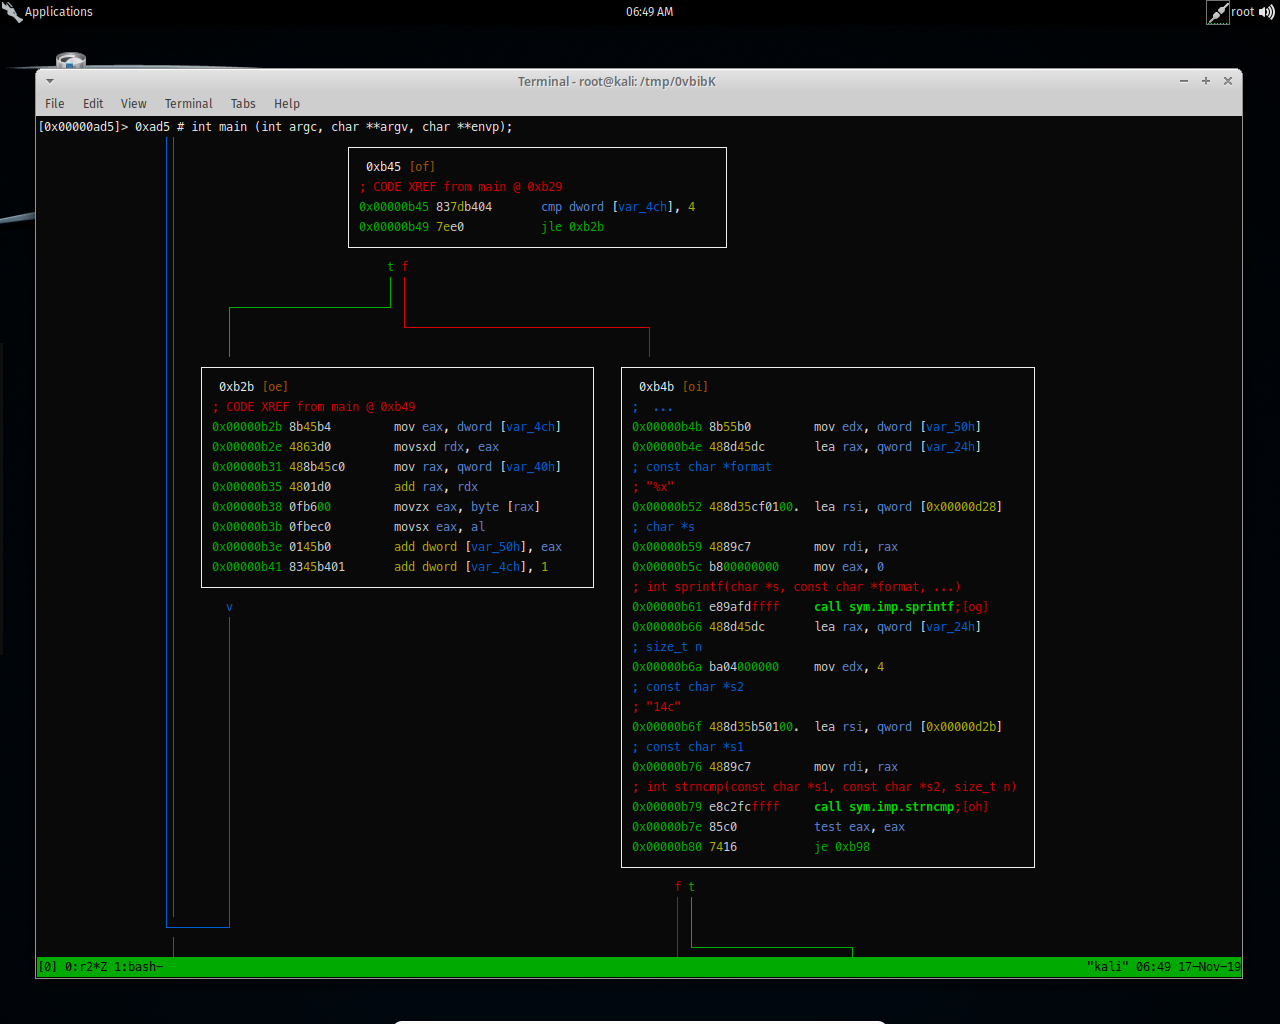 Applications
06:49 AM
root
Terminal - root@kali: /tmp/0vbibK
File Edit View Terminal Tabs Help
[0x00000ad5]> 0xad5 # int main (int argc, char **argv, char **envp);
0xb45 [of]
; CODE XREF from main @ 0xb29
0x00000b45 837db404 cmp dword [var_4ch], 4
0x00000b49 7ee0 jle 0xb2b
t f
0xb2b [oe]
; CODE XREF from main @ 0xb49
0x00000b2b 8b45b4 mov eax, dword [var_4ch]
0x00000b2e 4863d0 movsxd rdx, eax
0x00000b31 488b45c0 mov rax, qword [var_40h]
0x00000b35 4801d0 add rax, rdx
0x00000b38 0fb600 movzx eax, byte [rax]
0x00000b3b 0fbec0 movsx eax, al
0x00000b3e 0145b0 add dword [var_50h], eax
0x00000b41 8345b401 add dword [var_4ch], 1
v
0xb4b [oi]
; ...
0x00000b4b 8b55b0 mov edx, dword [var_50h]
0x00000b4e 488d45dc lea rax, qword [var_24h]
; const char *format
; "%x"
0x00000b52 488d35cf0100. lea rsi, qword [0x00000d28]
; char *s
0x00000b59 4889c7 mov rdi, rax
0x00000b5c b800000000 mov eax, 0
; int sprintf(char *s, const char *format, ...)
0x00000b61 e89afdffff call sym.imp.sprintf;[og]
0x00000b66 488d45dc lea rax, qword [var_24h]
; size_t n
0x00000b6a ba04000000 mov edx, 4
; const char *s2
; "14c"
0x00000b6f 488d35b50100. lea rsi, qword [0x00000d2b]
; const char *s1
0x00000b76 4889c7 mov rdi, rax
; int strncmp(const char *s1, const char *s2, size_t n)
0x00000b79 e8c2fcffff call sym.imp.strncmp;[oh]
0x00000b7e 85c0 test eax, eax
0x00000b80 7416 je 0xb98
f t
[0] 0:r2*Z 1:bash- "kali" 06:49 17-Nov-19